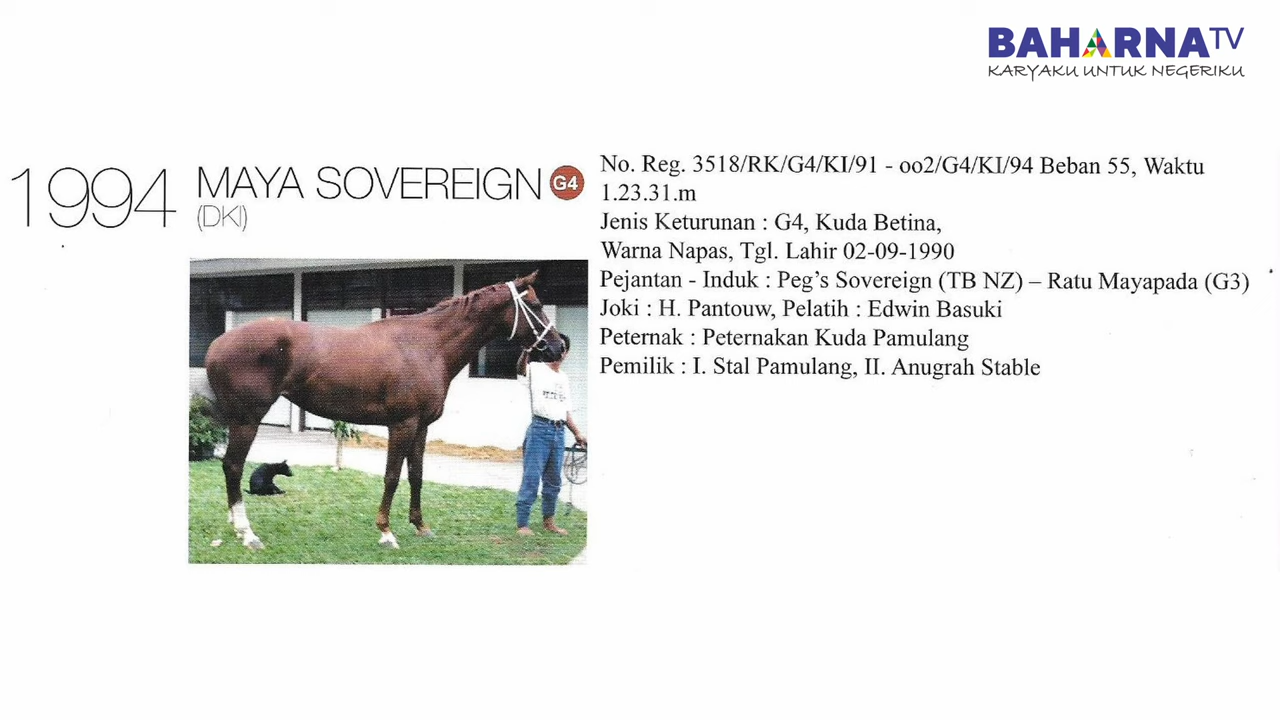 BAHARNATV
KARYAKU UNTUK NEGERIKU
1994
MAYA SOVEREIGN G4
(DKI)
No. Reg. 3518/RK/G4/KI/91 - oo2/G4/KI/94 Beban 55, Waktu
1.23.31.m
Jenis Keturunan : G4, Kuda Betina,
Warna Napas, Tgl. Lahir 02-09-1990
Pejantan - Induk : Peg’s Sovereign (TB NZ) – Ratu Mayapada (G3)
Joki : H. Pantouw, Pelatih : Edwin Basuki
Peternak : Peternakan Kuda Pamulang
Pemilik : I. Stal Pamulang, II. Anugrah Stable